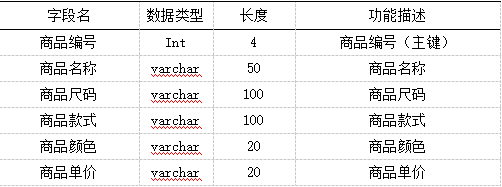 字段名 数据类型 长度 功能描述
商品编号 Int 4 商品编号（主键）
商品名称 varchar 50 商品名称
商品尺码 varchar 100 商品尺码
商品款式 varchar 100 商品款式
商品颜色 varchar 20 商品颜色
商品单价 varchar 20 商品单价